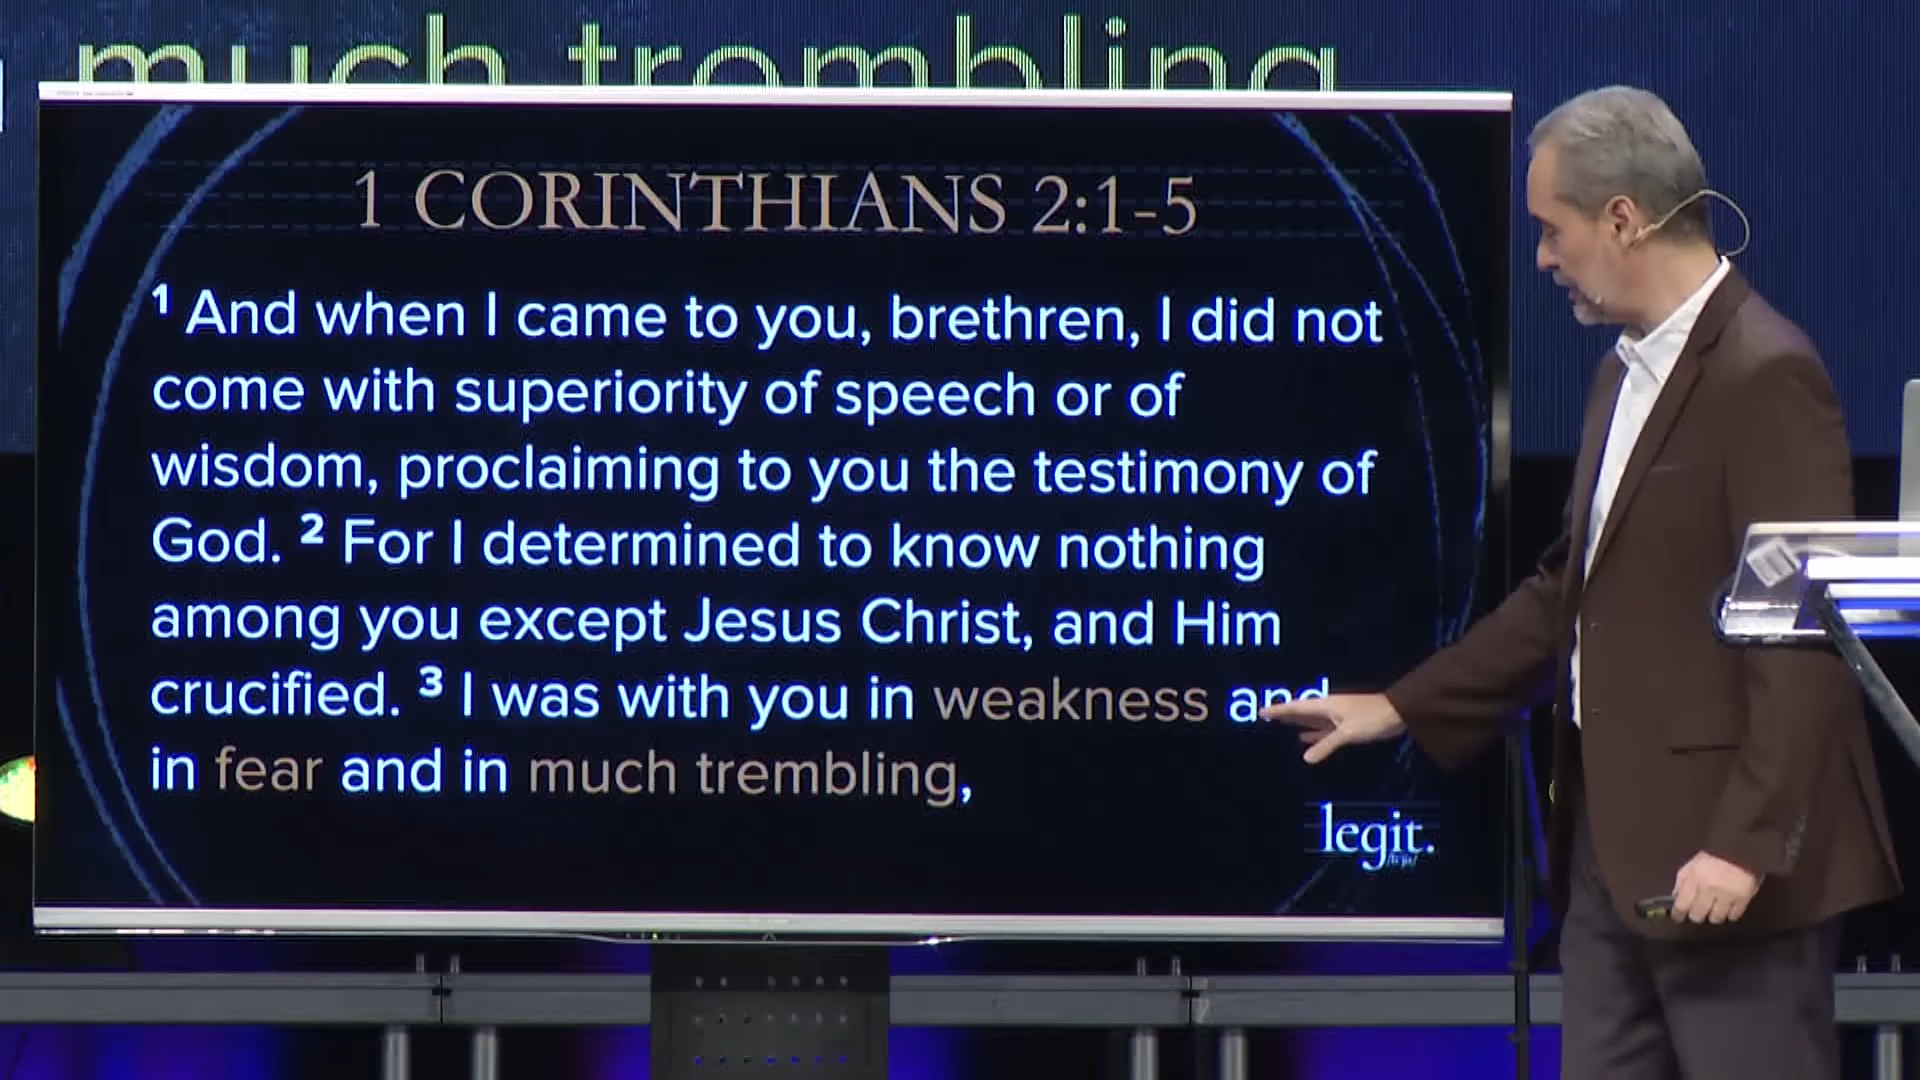 much trembling
1 CORINTHIANS 2:1-5
1 And when I came to you, brethren, I did not
come with superiority of speech or of
wisdom, proclaiming to you the testimony of
God. 2 For I determined to know nothing
among you except Jesus Christ, and Him
crucified. 3 I was with you in weakness and
in fear and in much trembling,
legit.